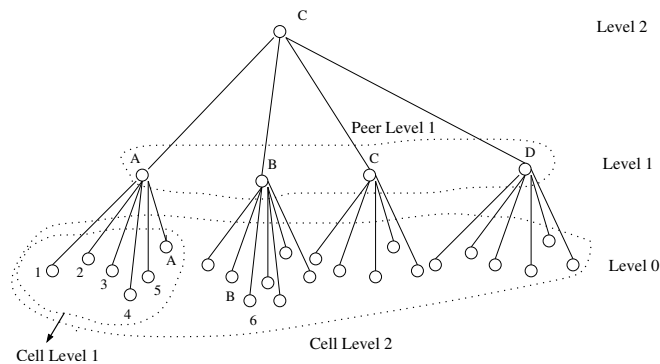 C
Level 2
Peer Level 1
A
B
C
D
Level 1
1
2
3
4
5
A
B
6
Level 0
Cell Level 1
Cell Level 2